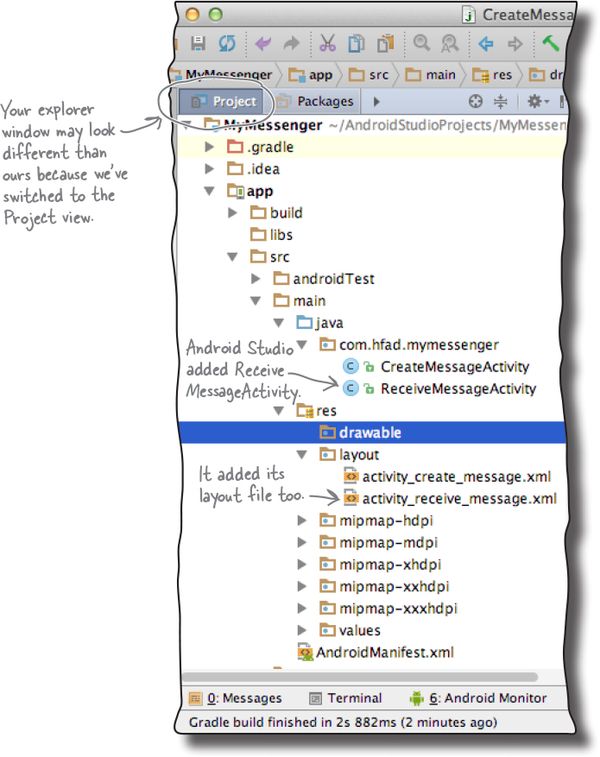 CreateMessa
MyMessenger app src main res dr
Project Packages
Your explorer
window may look
different than
ours because we've
switched to the
Project view.
MyMessenger ~/AndroidStudioProjects/MyMessen
.gradle
.idea
app
build
libs
src
androidTest
main
java
com.hfad.mymessenger
Android Studio
added Receive
MessageActivity.
CreateMessageActivity
ReceiveMessageActivity
res
drawable
layout
It added its
layout file too.
activity_create_message.xml
activity_receive_message.xml
mipmap-hdpi
mipmap-mdpi
mipmap-xhdpi
mipmap-xxhdpi
mipmap-xxxhdpi
values
AndroidManifest.xml
0: Messages Terminal 6: Android Monitor
Gradle build finished in 2s 882ms (2 minutes ago)